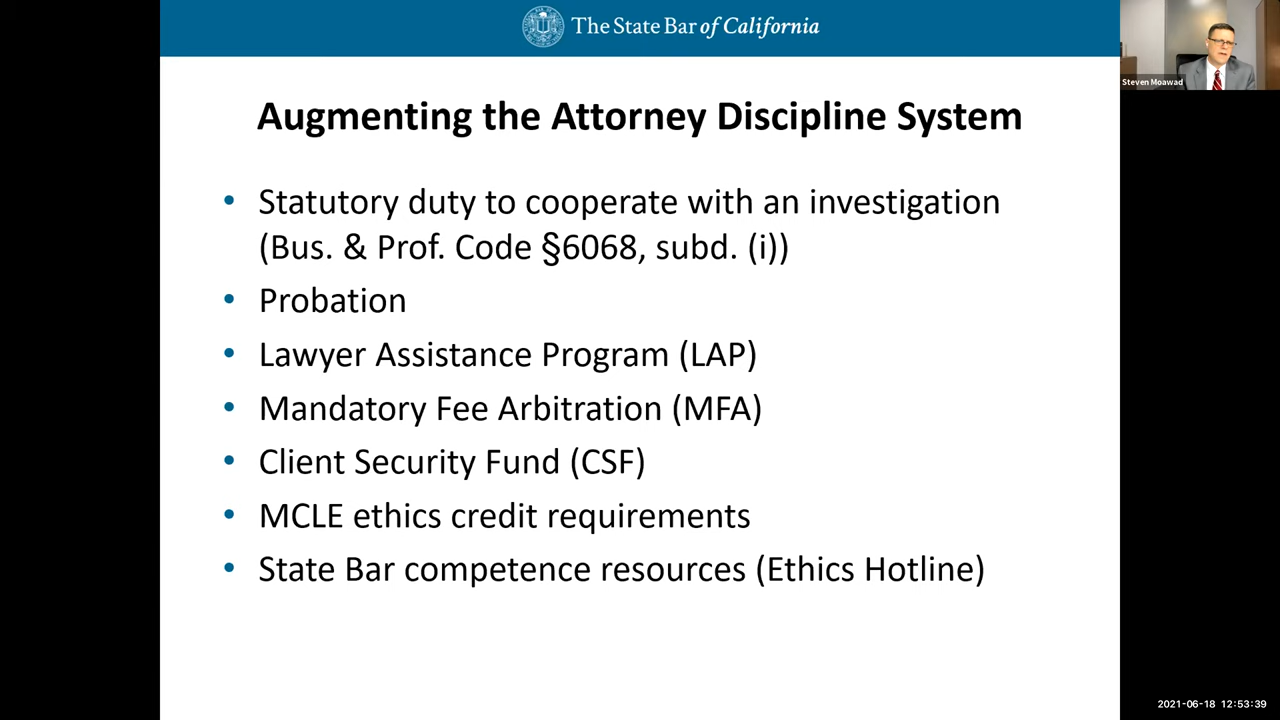 The State Bar of California
Steven Moawad
Augmenting the Attorney Discipline System
• Statutory duty to cooperate with an investigation
(Bus. & Prof. Code §6068, subd. (i))
• Probation
• Lawyer Assistance Program (LAP)
• Mandatory Fee Arbitration (MFA)
• Client Security Fund (CSF)
• MCLE ethics credit requirements
• State Bar competence resources (Ethics Hotline)
2021-06-18 12:53:39